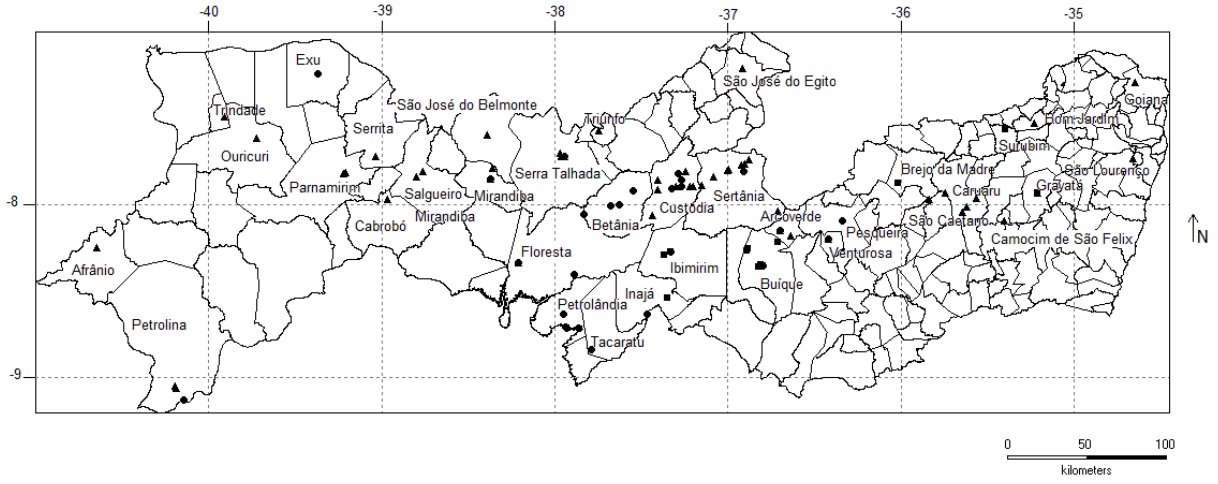 -40 -39 -38 -37 -36 -35
Exu
São José do Egito
Goiana
São José do Belmonte
Trindade
Triunfo
Bom Jardim
Serrita
Surubim
Ouricuri
Brejo da Madre
São Lourenço
Serra Talhada
Parnamirim
Salgueiro
Mirandiba
Sertânia
Caruaru
Gravatá
-8
Cabrobó
Mirandiba
Betânia
Custódia
Arcoverde
São Caetano
Pesqueira
Camocim de São Felix
Floresta
Venturosa
N
Afrânio
Ibimirim
Buíque
Petrolândia
Inajá
Petrolina
Tacaratu
-9
0 50 100
kilometers